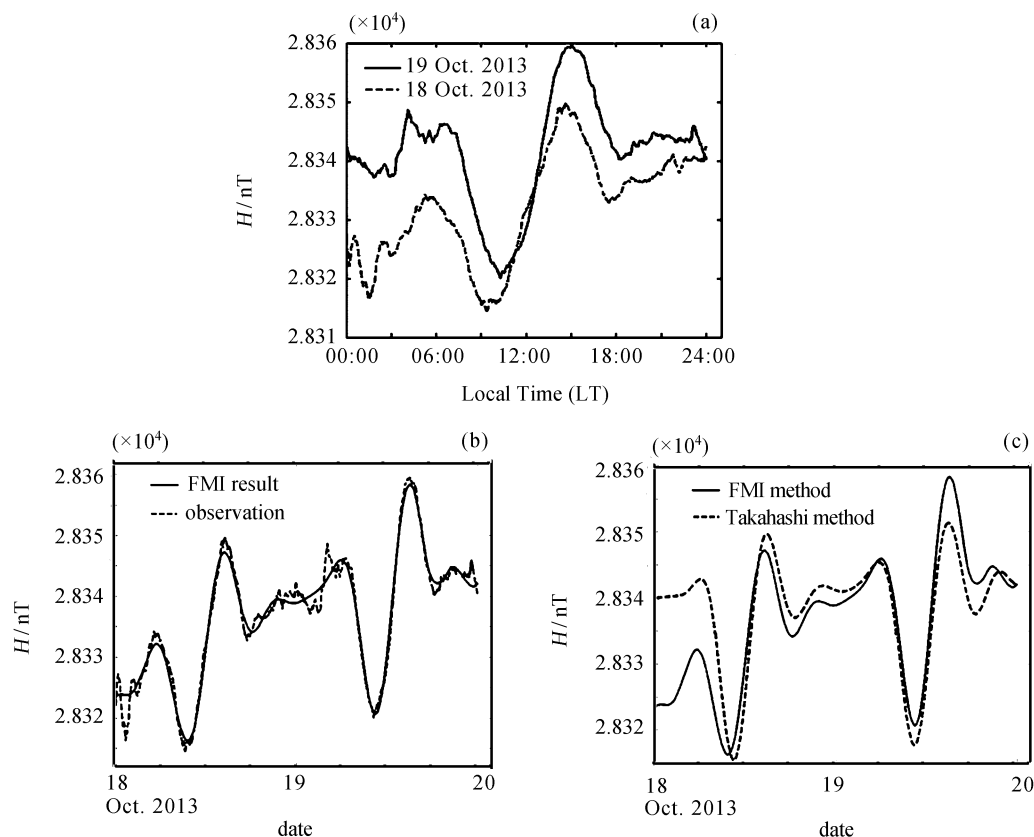 (×10⁴)
(a)
2.836
2.835
2.834
2.833
2.832
2.831
H / nT
19 Oct. 2013
18 Oct. 2013
00:00 06:00 12:00 18:00 24:00
Local Time (LT)
(×10⁴)
(b)
2.836
2.835
2.834
2.833
2.832
H / nT
FMI result
observation
18 19 20
Oct. 2013
date
(×10⁴)
(c)
2.836
2.835
2.834
2.833
2.832
H / nT
FMI method
Takahashi method
18 19 20
Oct. 2013
date